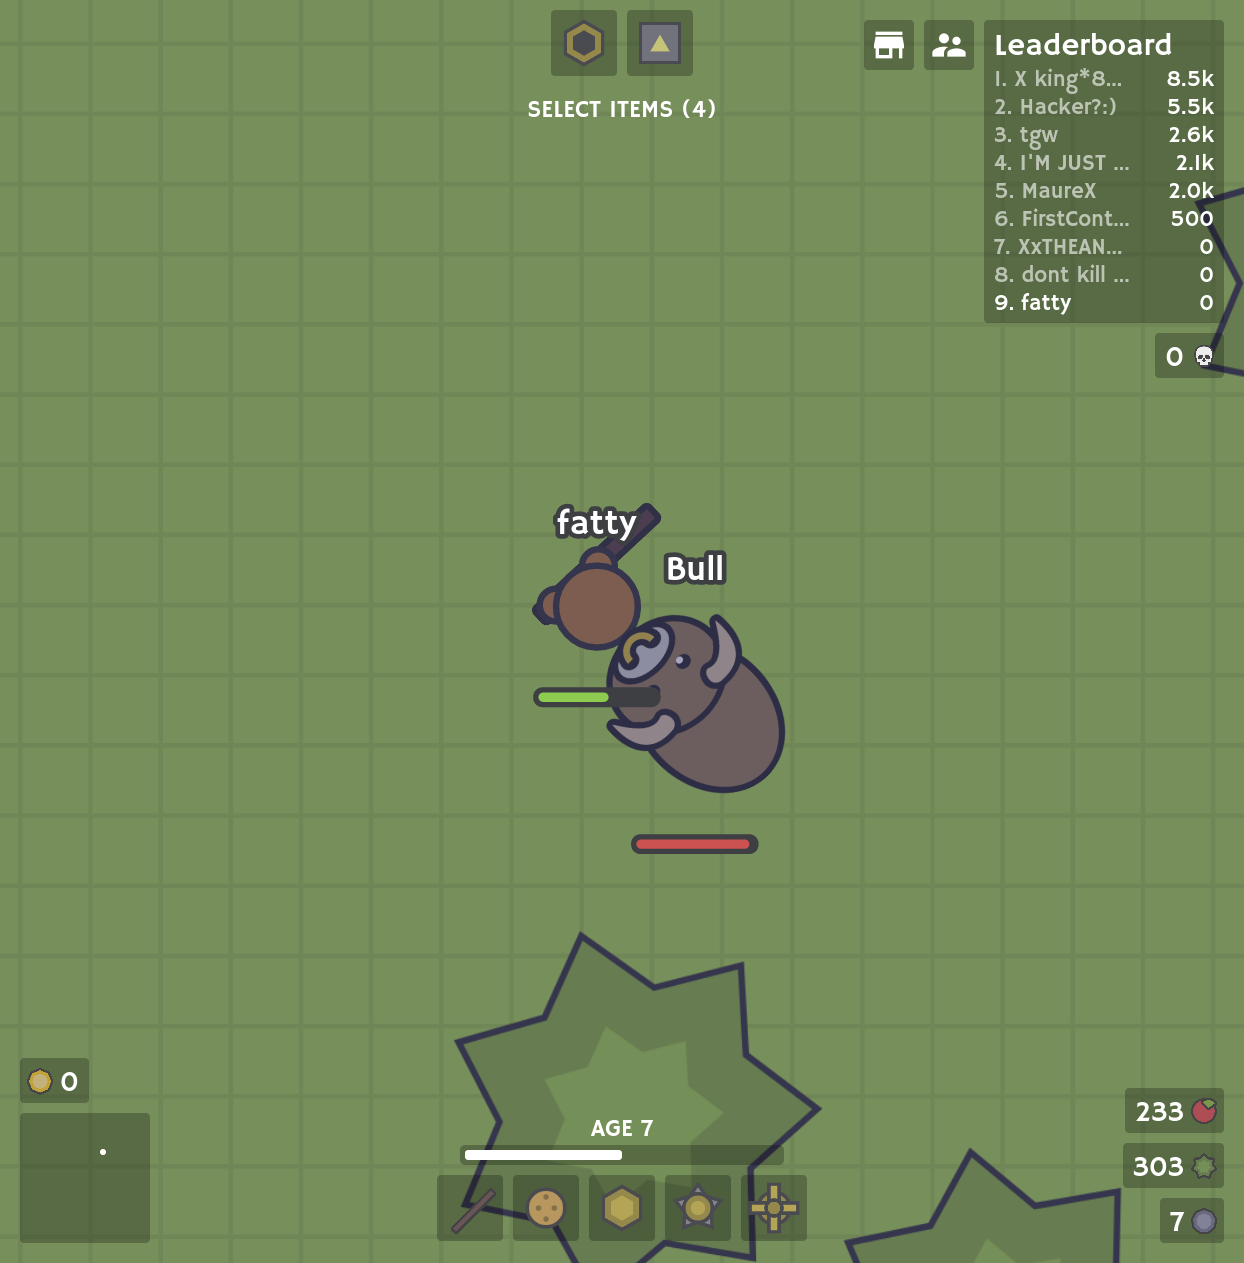 SELECT ITEMS (4)
Leaderboard
1. X king*8... 8.5k
2. Hacker?:) 5.5k
3. tgw 2.6k
4. I'M JUST ... 2.1k
5. MaureX 2.0k
6. FirstCont... 500
7. XxTHEAN... 0
8. dont kill ... 0
9. fatty 0
0
fatty
Bull
0
AGE 7
233
303
7